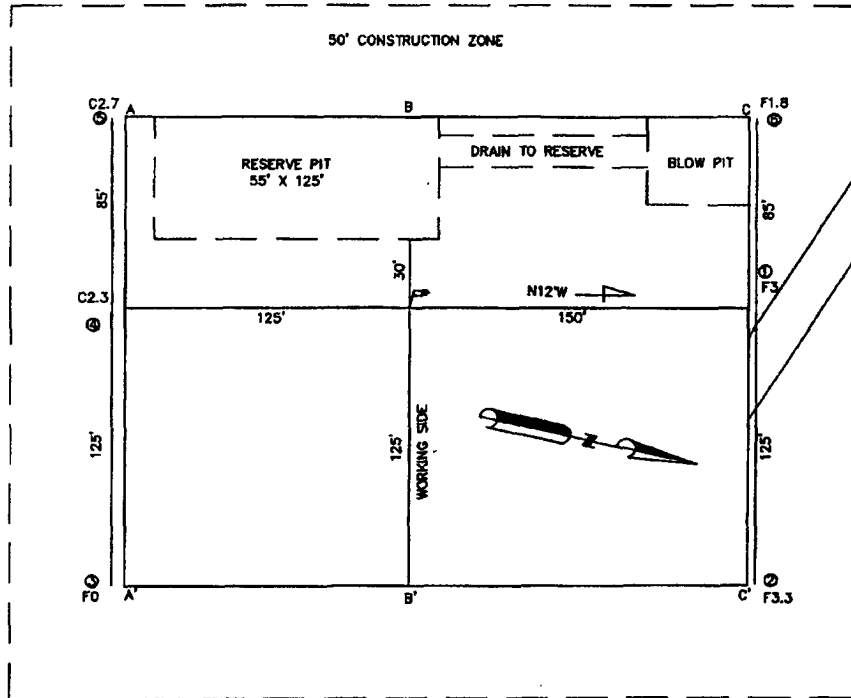 50' CONSTRUCTION ZONE
C2.7
A
B
C
F1.8
RESERVE PIT
55' X 125'
DRAIN TO RESERVE
BLOW PIT
85'
85'
30'
N12°W
F3
C2.3
125'
150'
125'
125'
WORKING SIDE
N
125'
F0
A'
B'
C'
F3.3